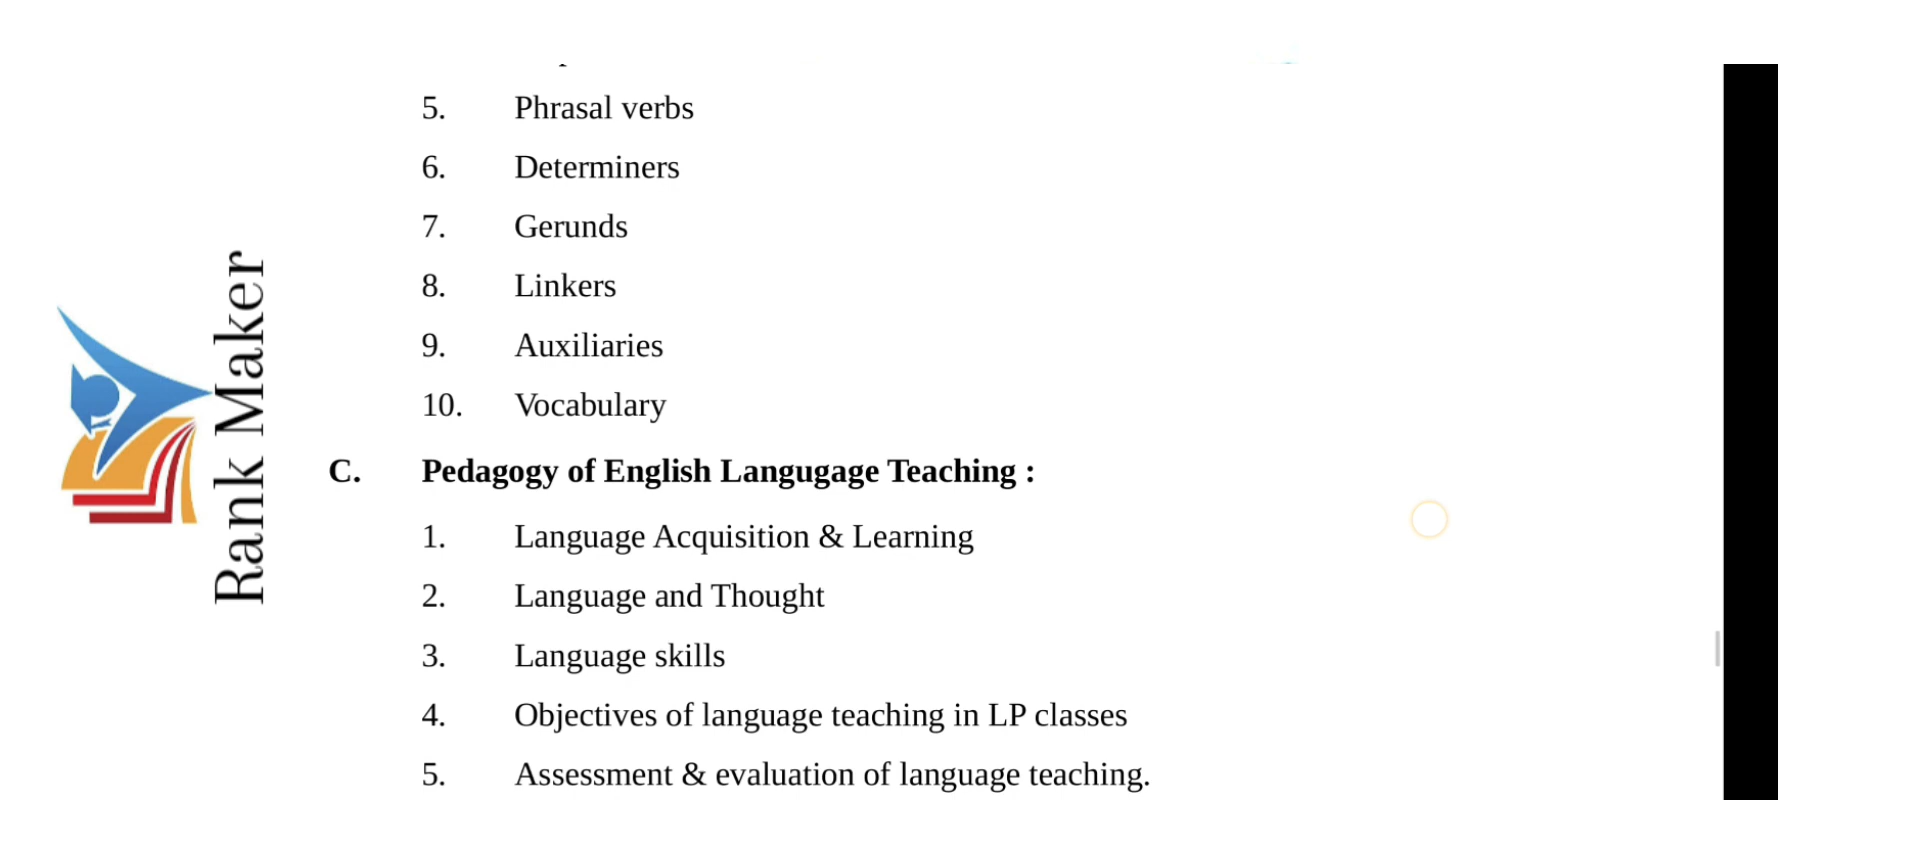 5. Phrasal verbs
6. Determiners
7. Gerunds
8. Linkers
9. Auxiliaries
10. Vocabulary
C. Pedagogy of English Langugage Teaching :
1. Language Acquisition & Learning
2. Language and Thought
3. Language skills
4. Objectives of language teaching in LP classes
5. Assessment & evaluation of language teaching.
Rank Maker